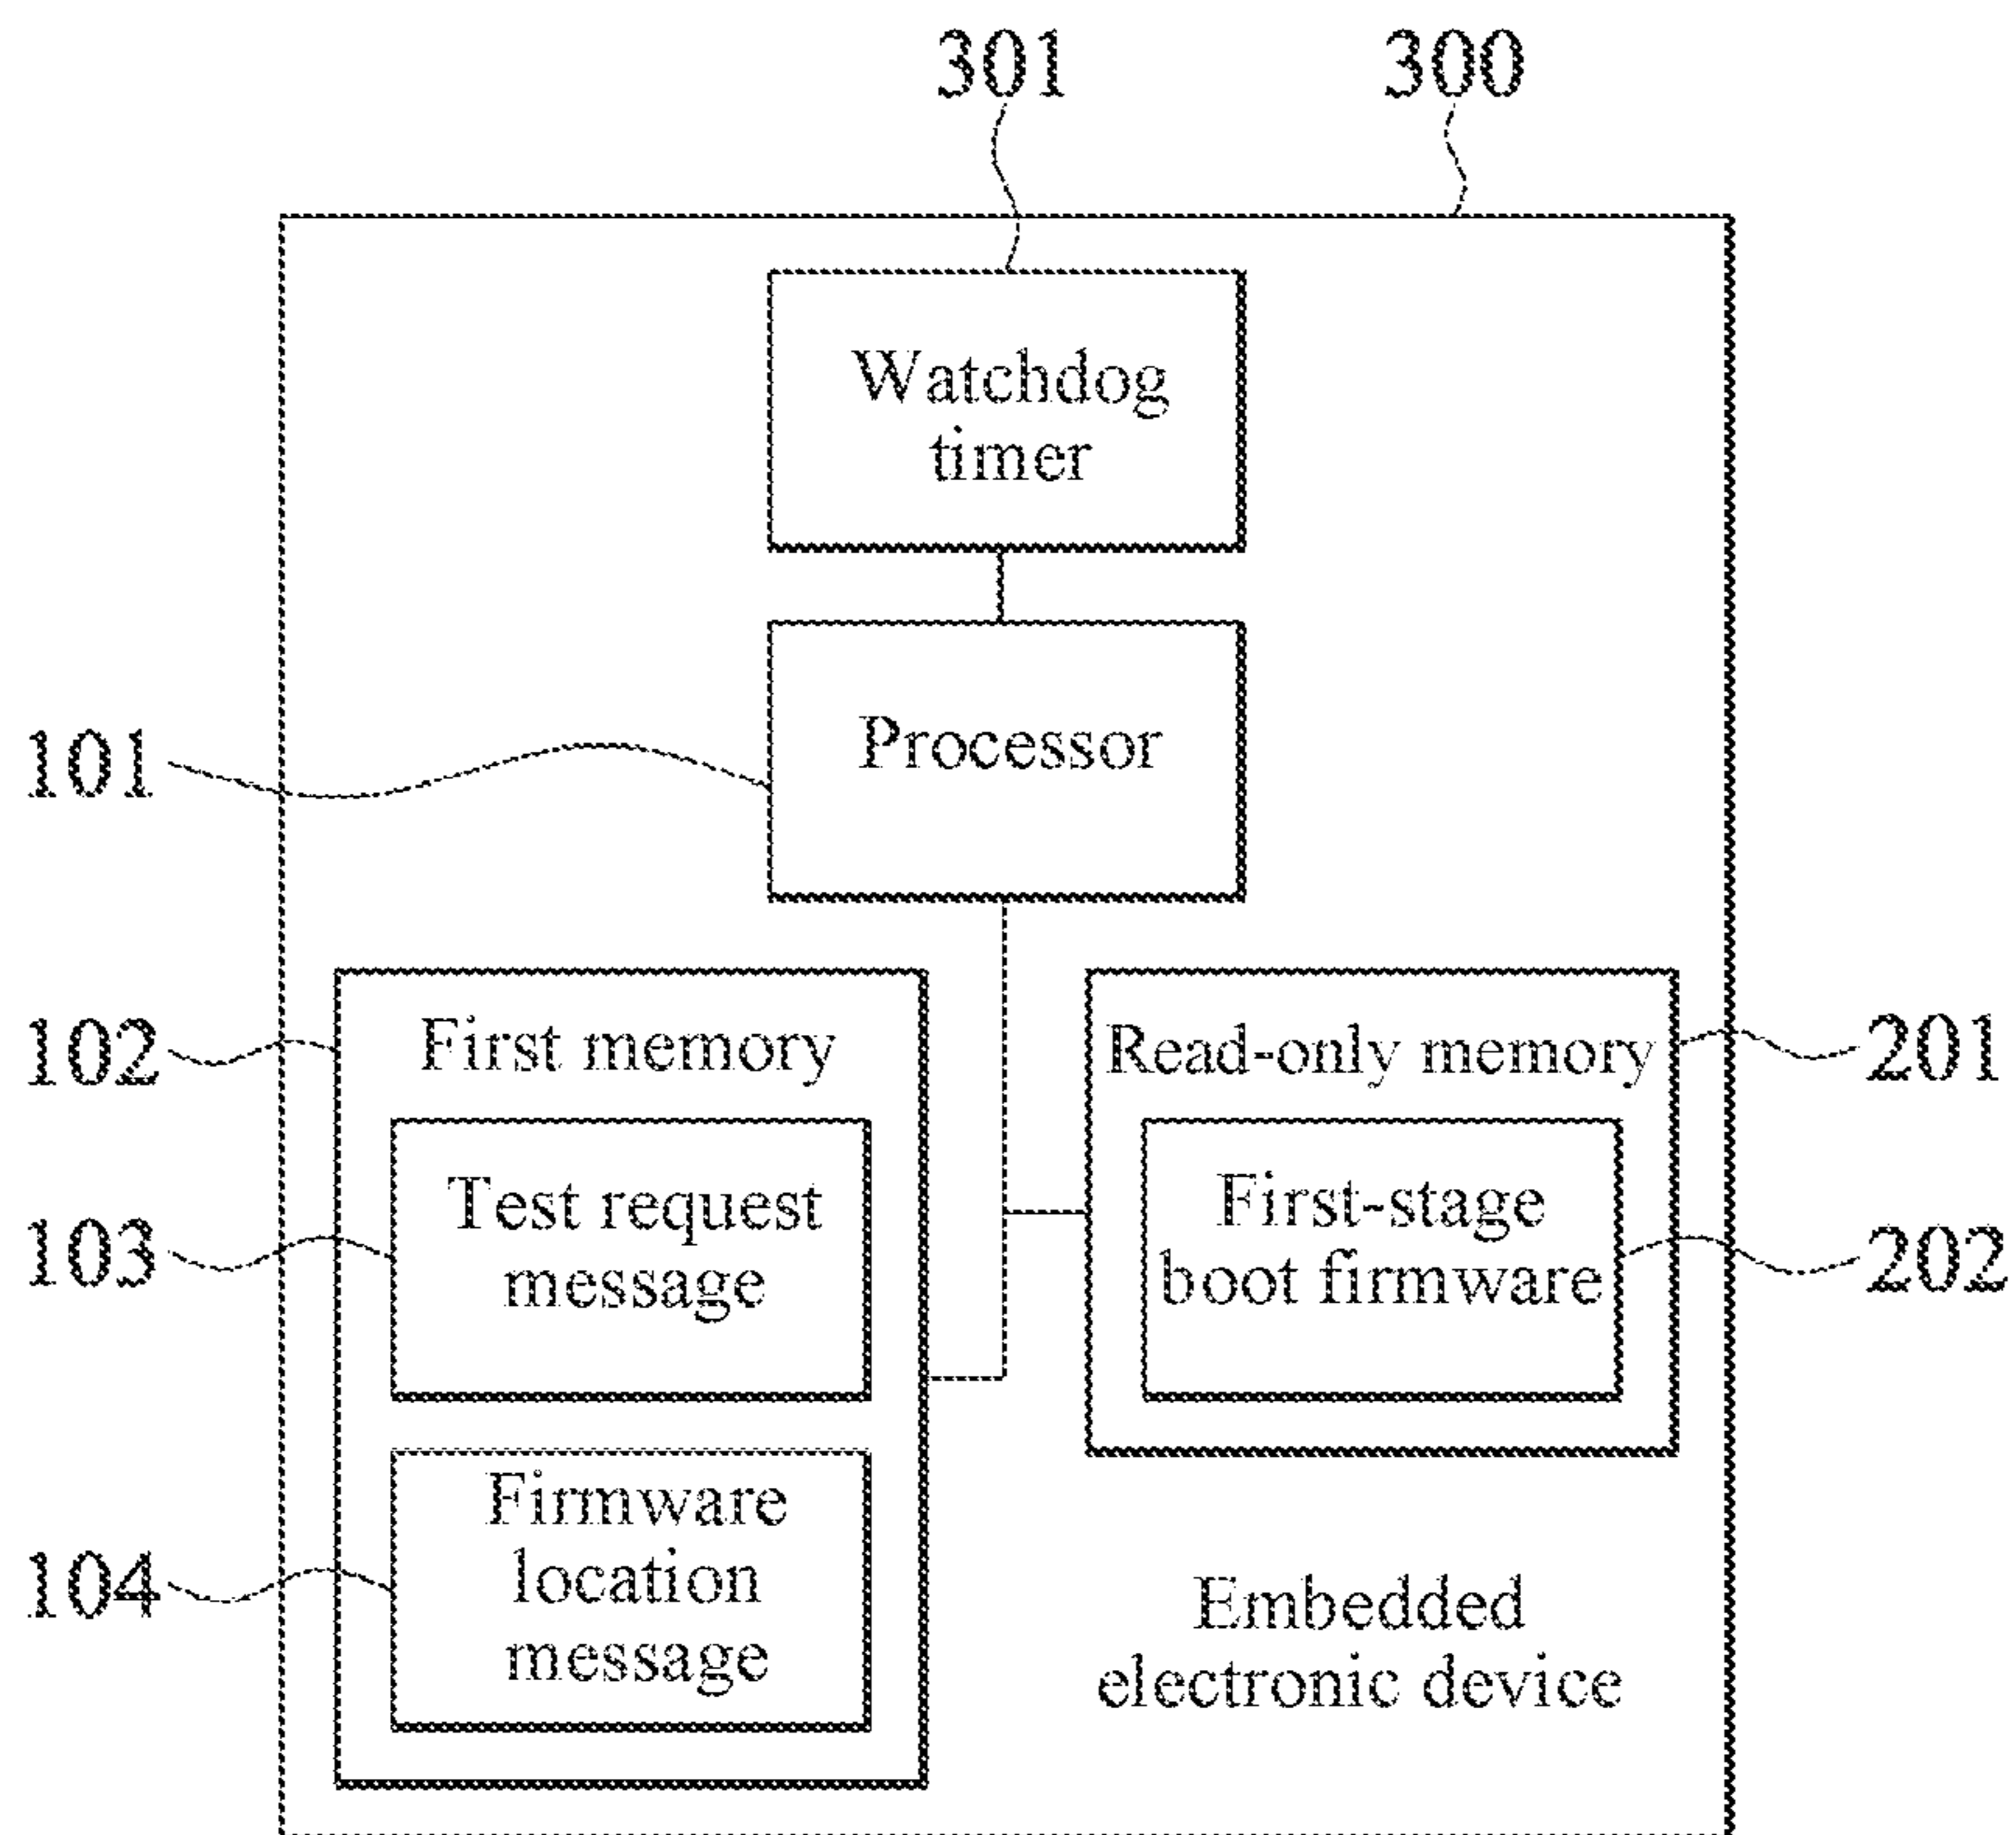 301
300
Watchdog
timer
101
Processor
102
First memory
Read-only memory
201
103
Test request
message
First-stage
boot firmware
202
104
Firmware
location
message
Embedded
electronic device